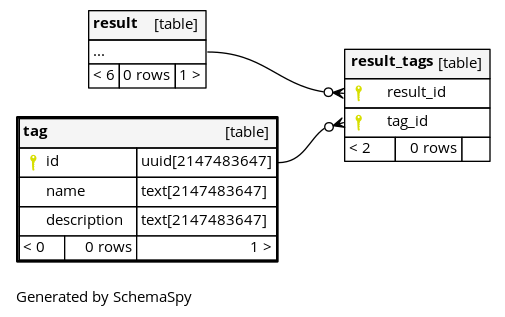 result [table]
...
< 6 0 rows 1 >
result_tags [table]
result_id
tag_id
< 2 0 rows
tag [table]
id uuid[2147483647]
name text[2147483647]
description text[2147483647]
< 0 0 rows 1 >
Generated by SchemaSpy